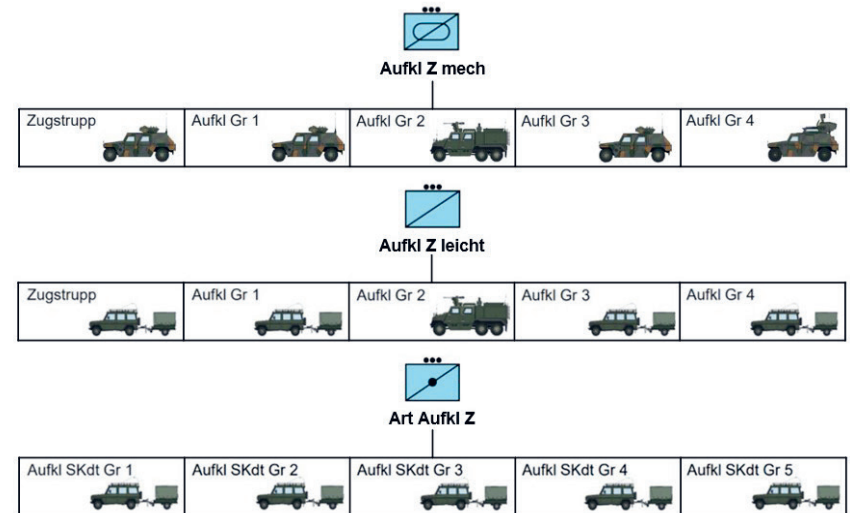 Aufkl Z mech
Zugstrupp Aufkl Gr 1 Aufkl Gr 2 Aufkl Gr 3 Aufkl Gr 4
Aufkl Z leicht
Zugstrupp Aufkl Gr 1 Aufkl Gr 2 Aufkl Gr 3 Aufkl Gr 4
Art Aufkl Z
Aufkl SKdt Gr 1 Aufkl SKdt Gr 2 Aufkl SKdt Gr 3 Aufkl SKdt Gr 4 Aufkl SKdt Gr 5